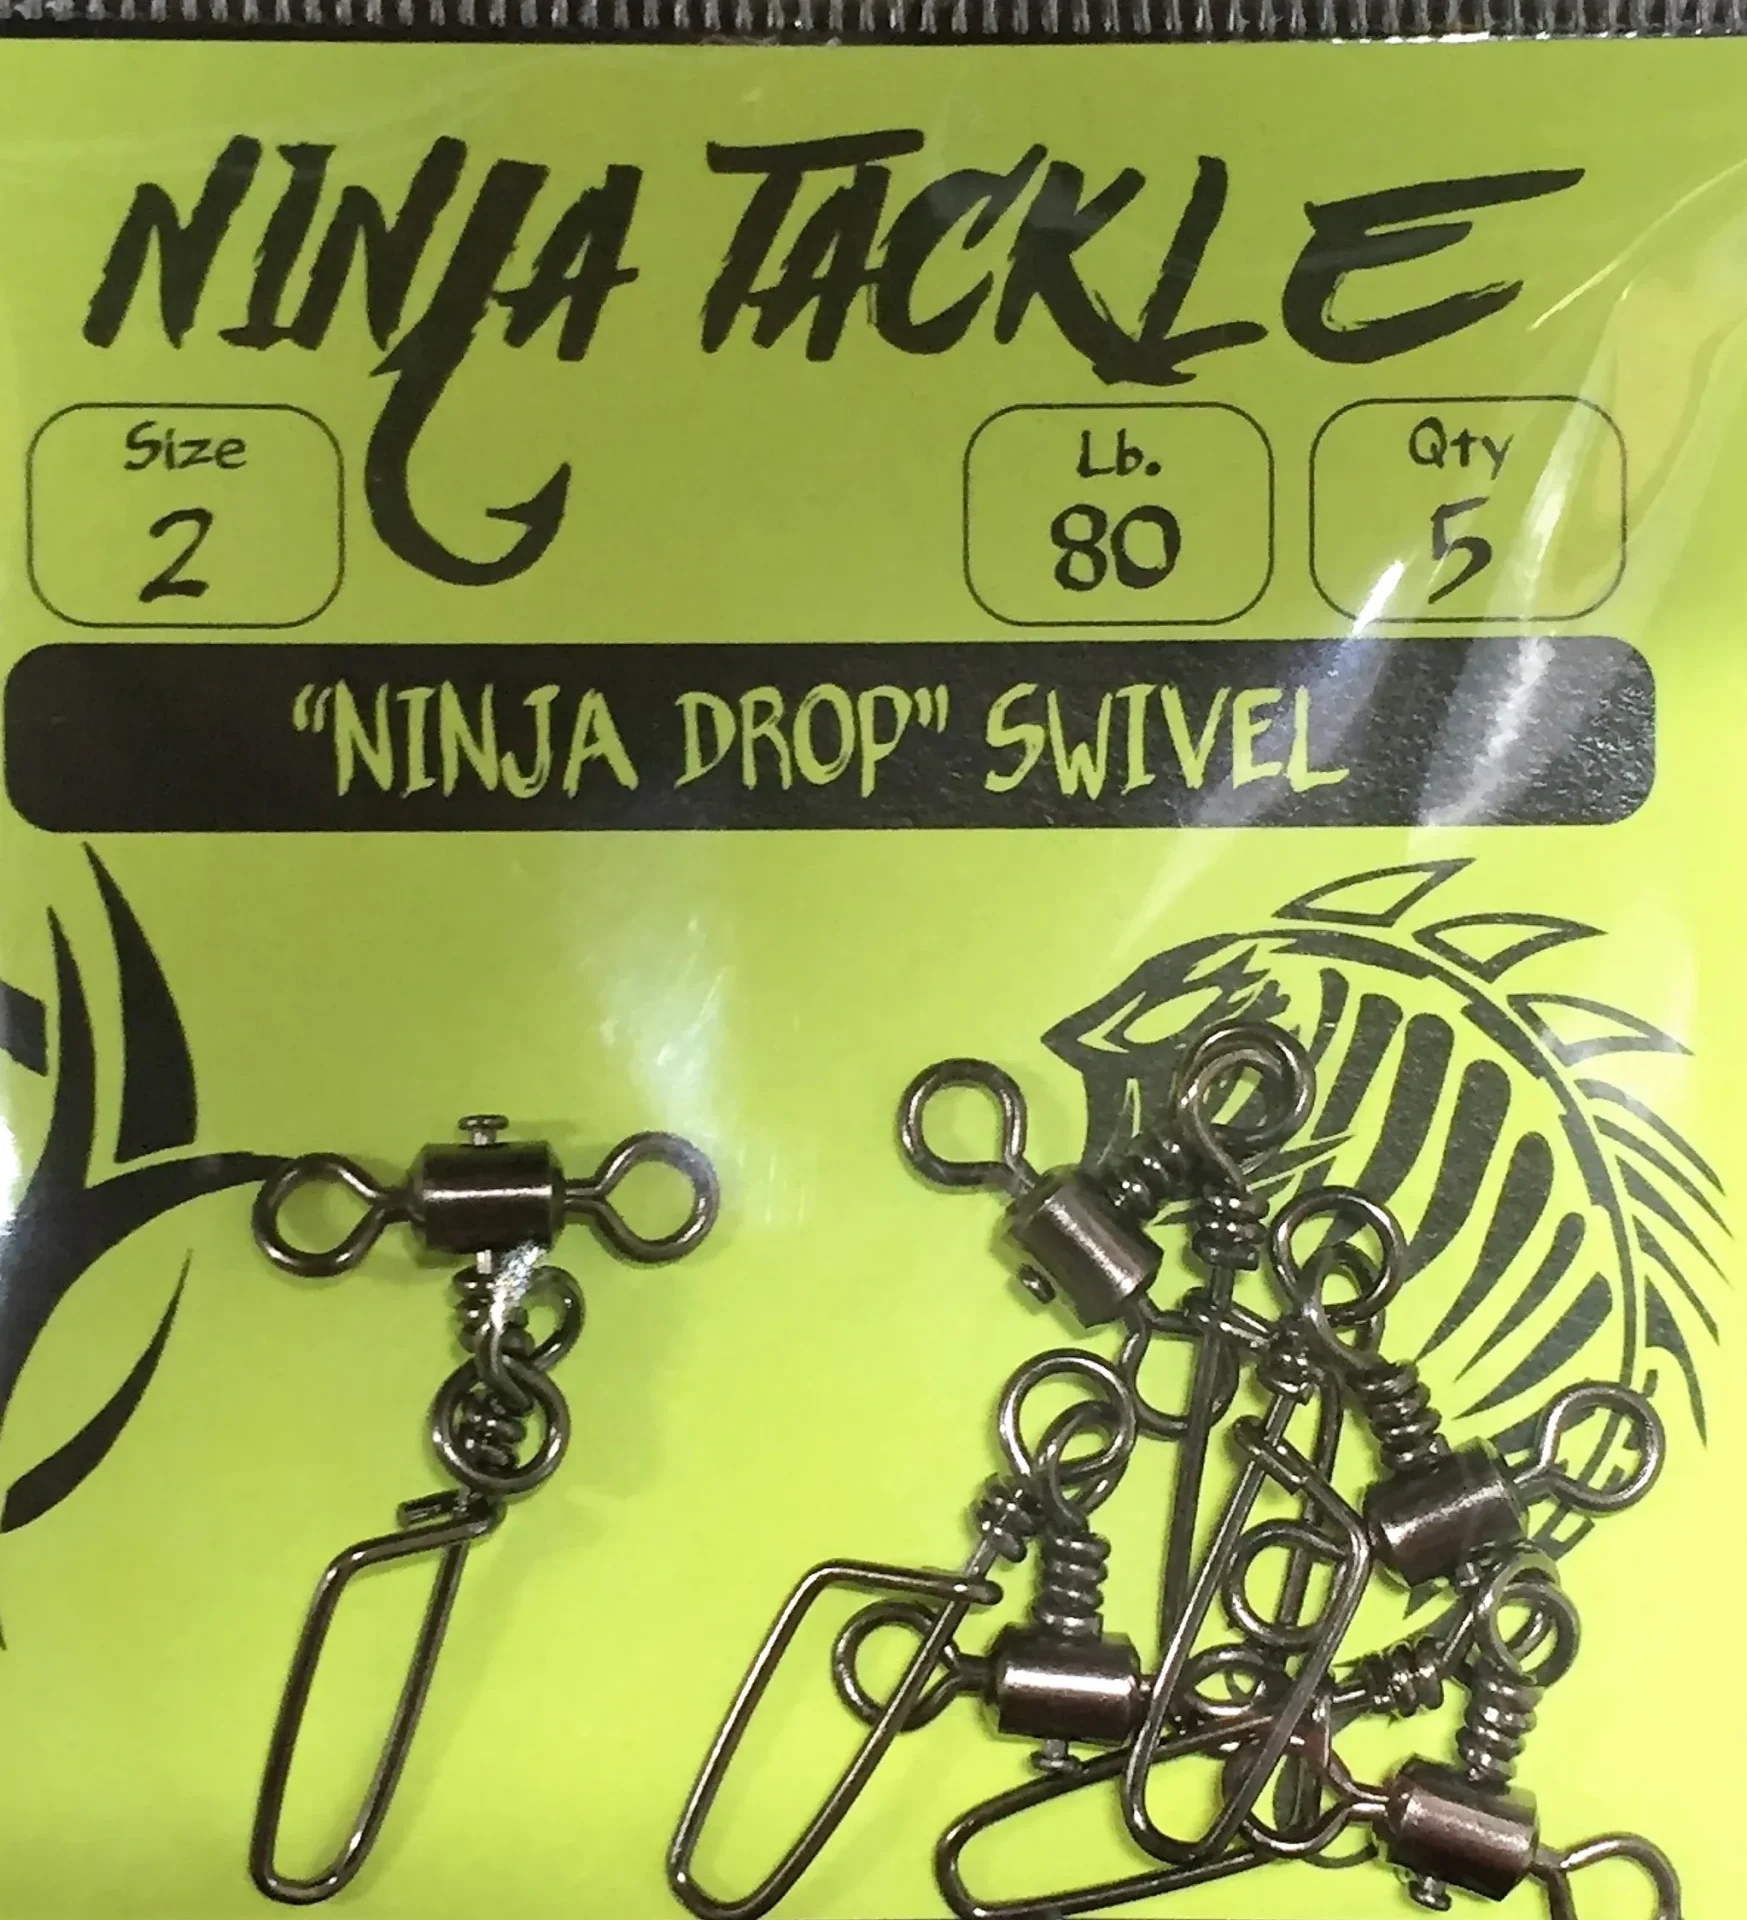 NINJA TACKLE
Size
2
Lb.
80
Qty
5
"NINJA DROP" SWIVEL